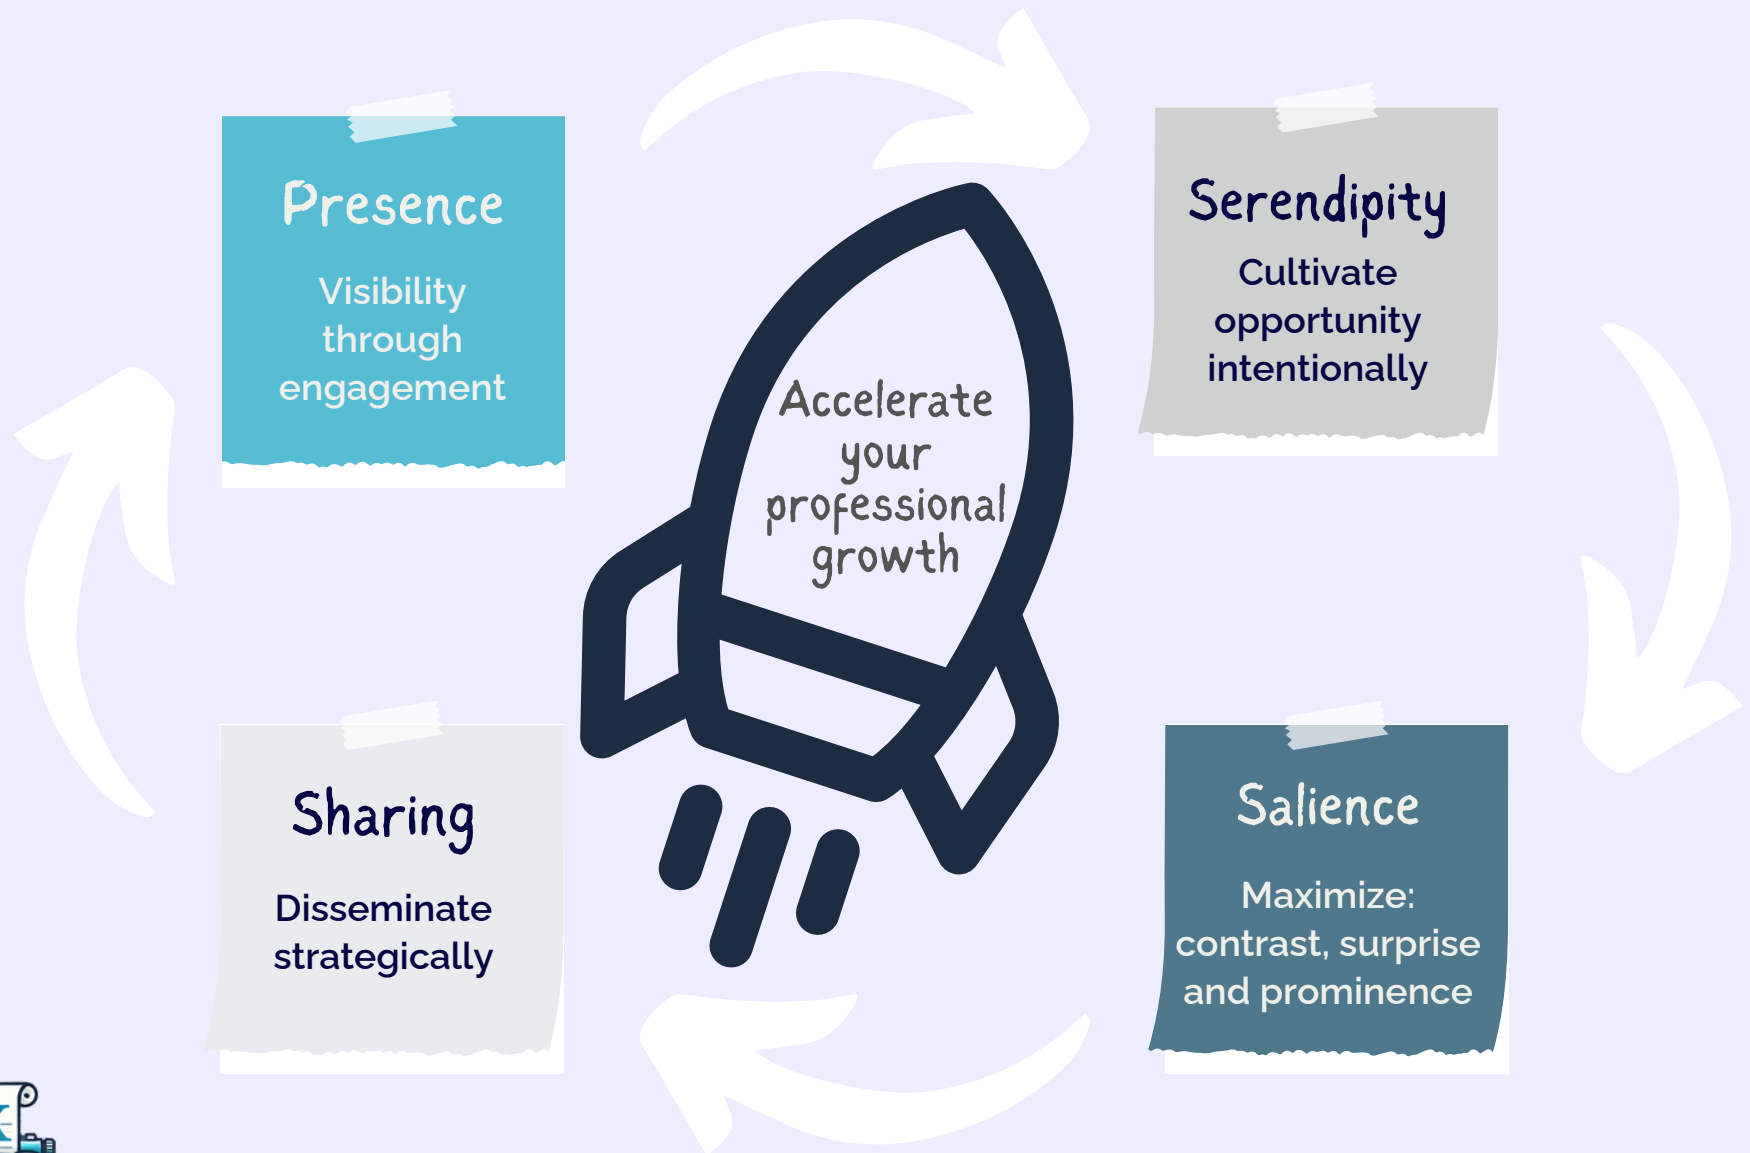 Presence
Visibility
through
engagement
Serendipity
Cultivate
opportunity
intentionally
Accelerate
your
professional
growth
Sharing
Disseminate
strategically
Salience
Maximize:
contrast, surprise
and prominence